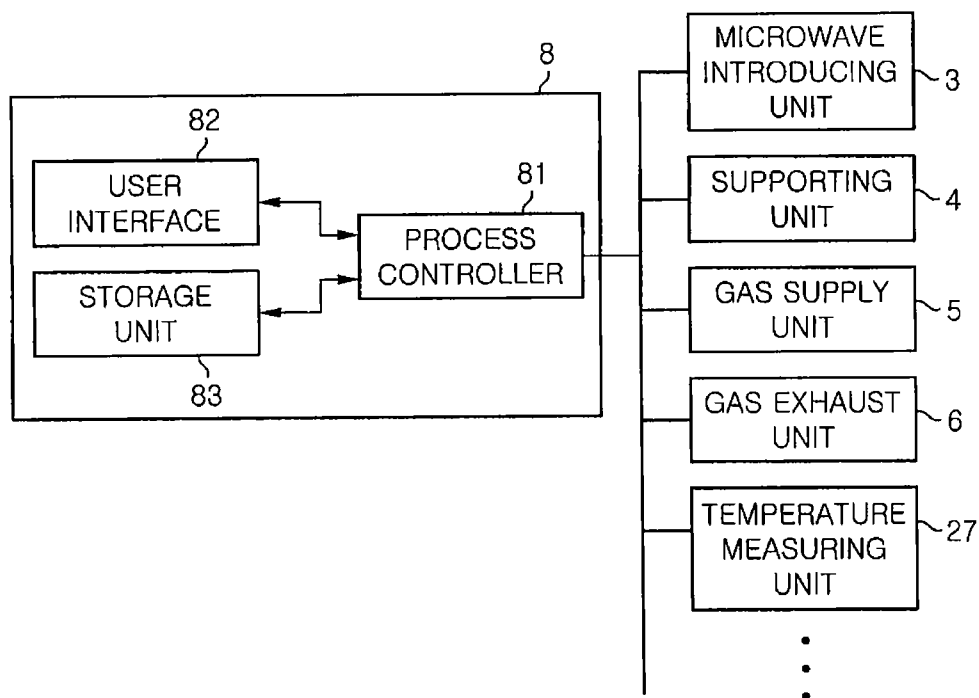 8
82
USER
INTERFACE
81
PROCESS
CONTROLLER
STORAGE
UNIT
83
MICROWAVE
INTRODUCING
UNIT
3
SUPPORTING
UNIT
4
GAS SUPPLY
UNIT
5
GAS EXHAUST
UNIT
6
TEMPERATURE
MEASURING
UNIT
27